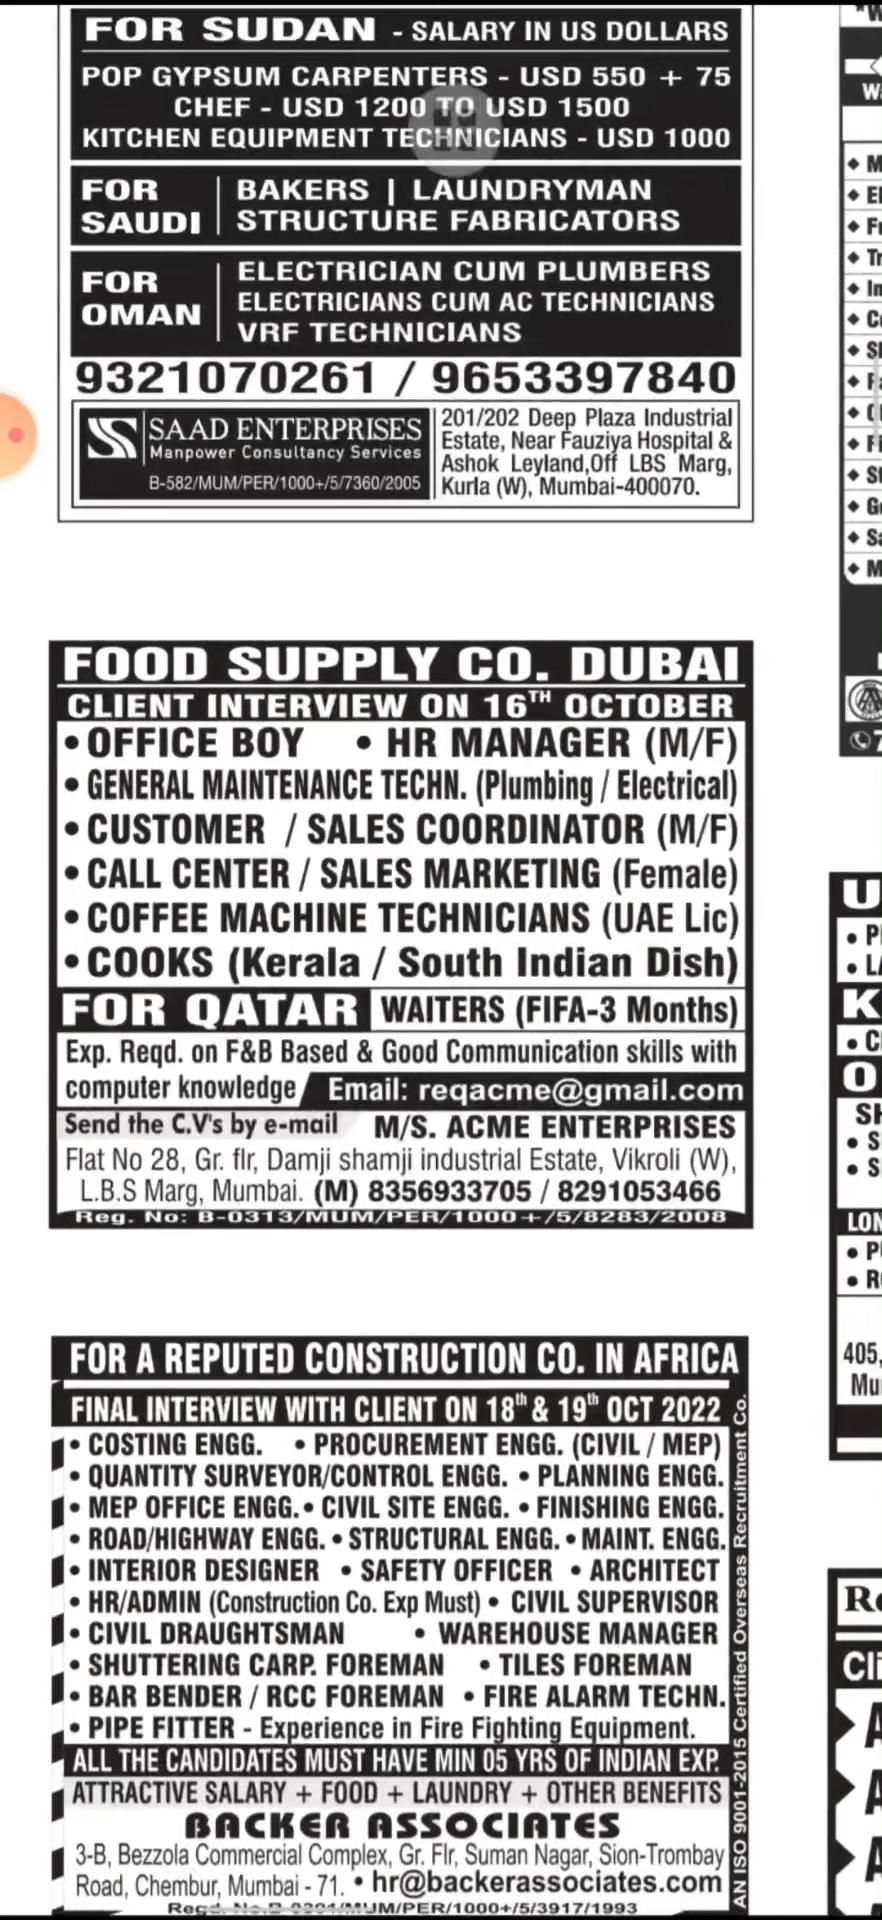 FOR SUDAN - SALARY IN US DOLLARS
POP GYPSUM CARPENTERS - USD 550 + 75
CHEF - USD 1200 TO USD 1500
KITCHEN EQUIPMENT TECHNICIANS - USD 1000
FOR SAUDI
BAKERS | LAUNDRYMAN
STRUCTURE FABRICATORS
FOR OMAN
ELECTRICIAN CUM PLUMBERS
ELECTRICIANS CUM AC TECHNICIANS
VRF TECHNICIANS
9321070261 / 9653397840
SAAD ENTERPRISES
Manpower Consultancy Services
B-582/MUM/PER/1000+/5/7360/2005
201/202 Deep Plaza Industrial
Estate, Near Fauziya Hospital &
Ashok Leyland,Off LBS Marg,
Kurla (W), Mumbai-400070.
FOOD SUPPLY CO. DUBAI
CLIENT INTERVIEW ON 16TH OCTOBER
• OFFICE BOY • HR MANAGER (M/F)
• GENERAL MAINTENANCE TECHN. (Plumbing / Electrical)
• CUSTOMER / SALES COORDINATOR (M/F)
• CALL CENTER / SALES MARKETING (Female)
• COFFEE MACHINE TECHNICIANS (UAE Lic)
• COOKS (Kerala / South Indian Dish)
FOR QATAR WAITERS (FIFA-3 Months)
Exp. Reqd. on F&B Based & Good Communication skills with
computer knowledge Email: reqacme@gmail.com
Send the C.V's by e-mail M/S. ACME ENTERPRISES
Flat No 28, Gr. flr, Damji shamji industrial Estate, Vikroli (W),
L.B.S Marg, Mumbai. (M) 8356933705 / 8291053466
Reg. No: B-0313/MUM/PER/1000+/5/8283/2008
FOR A REPUTED CONSTRUCTION CO. IN AFRICA
FINAL INTERVIEW WITH CLIENT ON 18th & 19th OCT 2022
• COSTING ENGG. • PROCUREMENT ENGG. (CIVIL / MEP)
• QUANTITY SURVEYOR/CONTROL ENGG. • PLANNING ENGG.
• MEP OFFICE ENGG. • CIVIL SITE ENGG. • FINISHING ENGG.
• ROAD/HIGHWAY ENGG. • STRUCTURAL ENGG. • MAINT. ENGG.
• INTERIOR DESIGNER • SAFETY OFFICER • ARCHITECT
• HR/ADMIN (Construction Co. Exp Must) • CIVIL SUPERVISOR
• CIVIL DRAUGHTSMAN • WAREHOUSE MANAGER
• SHUTTERING CARP. FOREMAN • TILES FOREMAN
• BAR BENDER / RCC FOREMAN • FIRE ALARM TECHN.
• PIPE FITTER - Experience in Fire Fighting Equipment.
ALL THE CANDIDATES MUST HAVE MIN 05 YRS OF INDIAN EXP.
ATTRACTIVE SALARY + FOOD + LAUNDRY + OTHER BENEFITS
BACKER ASSOCIATES
3-B, Bezzola Commercial Complex, Gr. Flr, Suman Nagar, Sion-Trombay
Road, Chembur, Mumbai - 71. • hr@backerassociates.com
AN ISO 9001-2015 Certified Overseas Recruitment Co.
405,